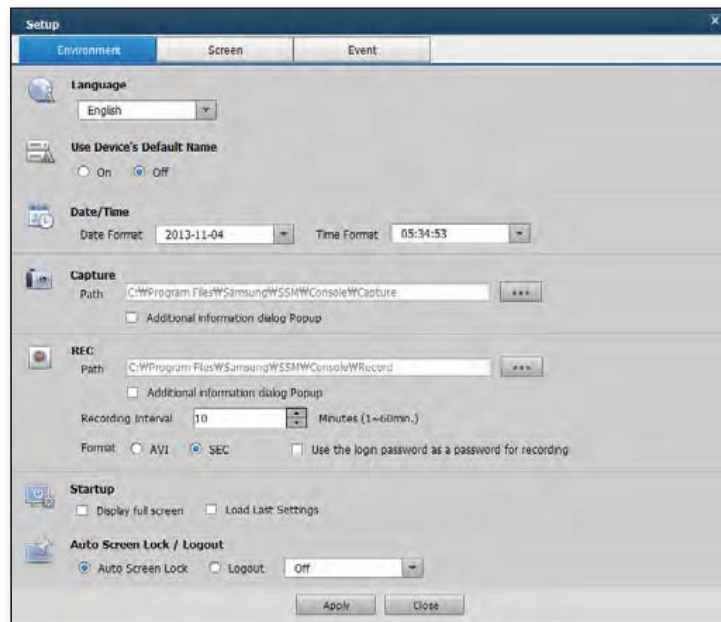 Setup
Environment Screen Event
Language
English
Use Device's Default Name
On Off
Date/Time
Date Format 2013-11-04 Time Format 05:34:53
Capture
Path C:₩Program Files₩Samsung₩SSM₩Console₩Capture
Additional information dialog Popup
REC
Path C:₩Program Files₩Samsung₩SSM₩Console₩Record
Additional information dialog Popup
Recording Interval 10 Minutes (1~60min.)
Format AVI SEC Use the login password as a password for recording
Startup
Display full screen Load Last Settings
Auto Screen Lock / Logout
Auto Screen Lock Logout Off
Apply Close